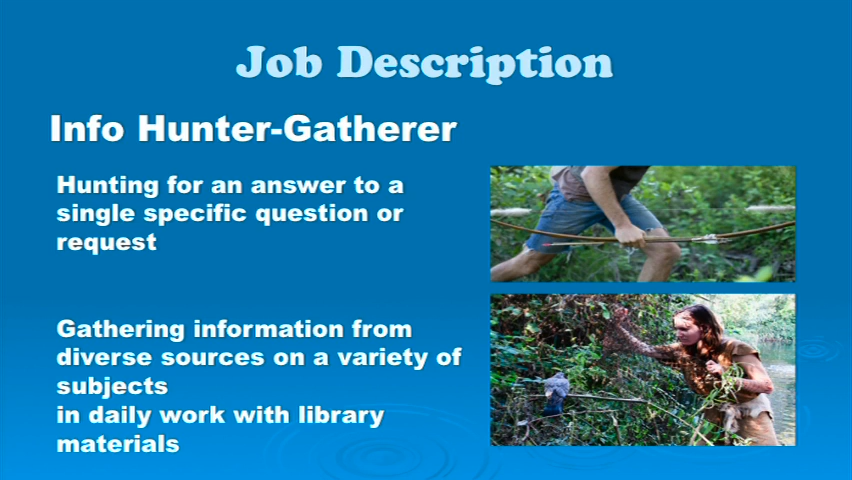 Job Description
Info Hunter-Gatherer
Hunting for an answer to a
single specific question or
request
Gathering information from
diverse sources on a variety of
subjects
in daily work with library
materials